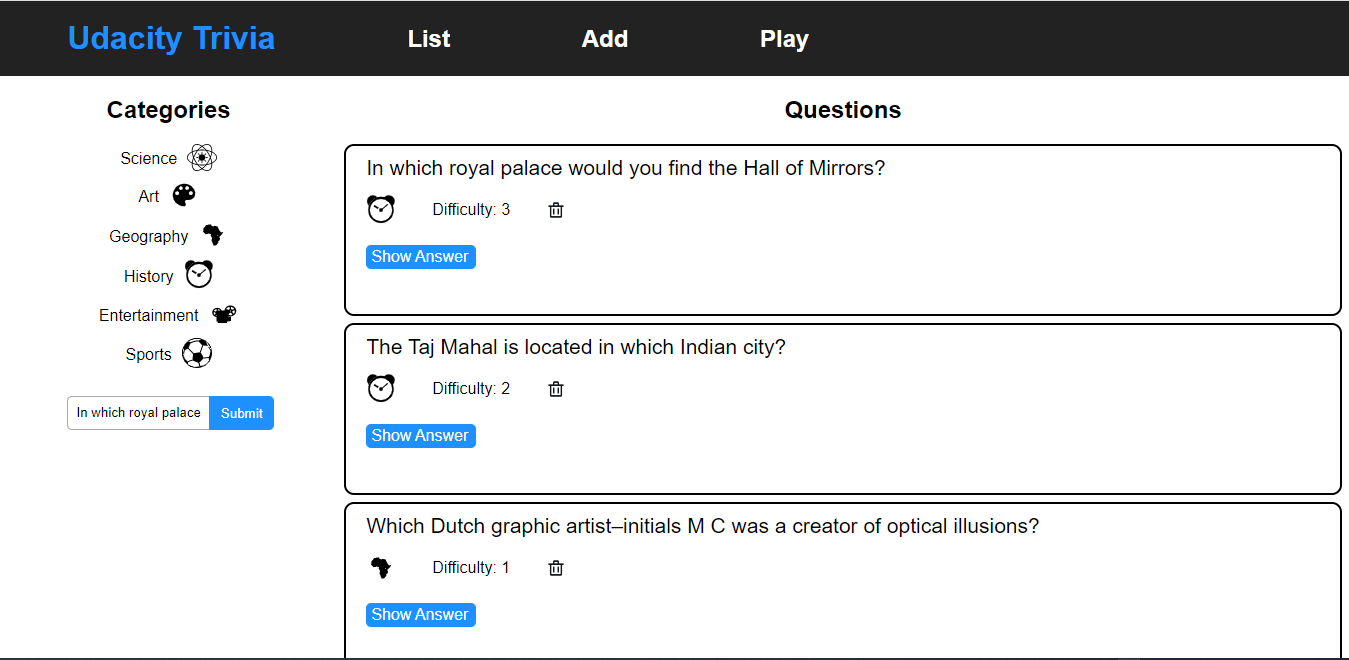 Udacity Trivia List Add Play
Categories
Science
Art
Geography
History
Entertainment
Sports
In which royal palace Submit
Questions
In which royal palace would you find the Hall of Mirrors?
Difficulty: 3
Show Answer
The Taj Mahal is located in which Indian city?
Difficulty: 2
Show Answer
Which Dutch graphic artist–initials M C was a creator of optical illusions?
Difficulty: 1
Show Answer